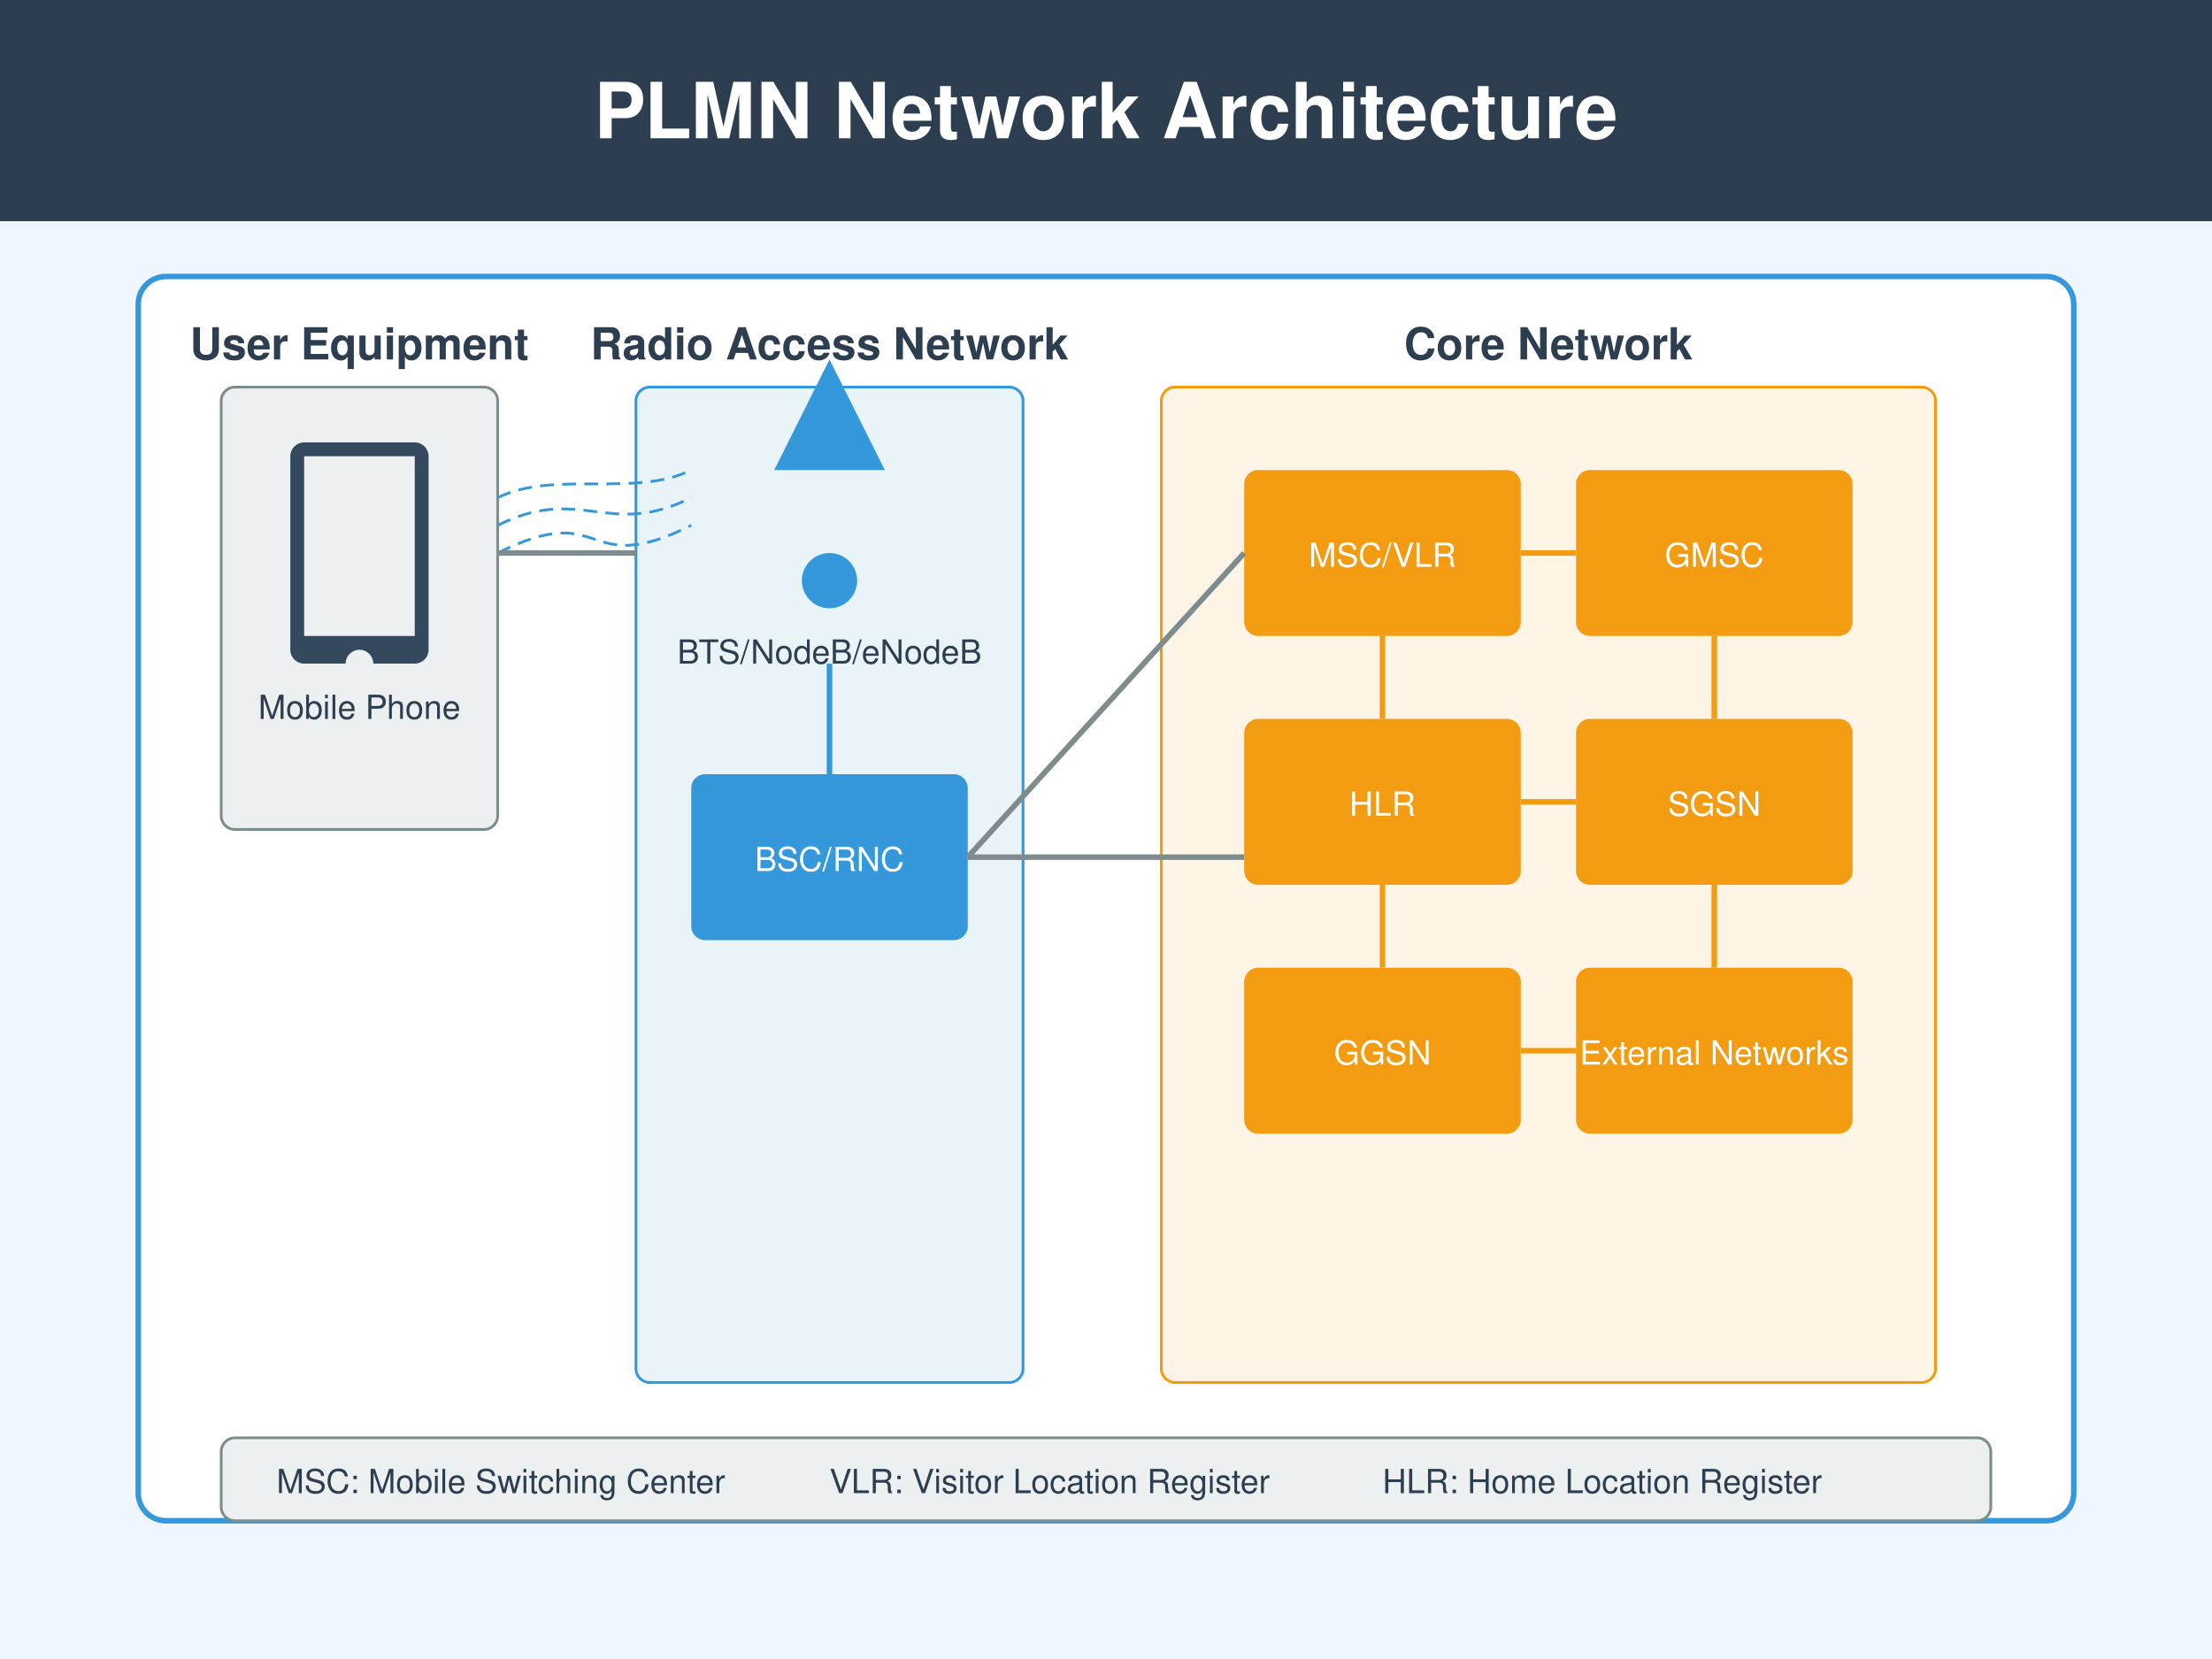 PLMN Network Architecture
User Equipment
Radio Access Network
Core Network
Mobile Phone
BTS/NodeB/eNodeB
BSC/RNC
MSC/VLR
GMSC
HLR
SGSN
GGSN
External Networks
MSC: Mobile Switching Center
VLR: Visitor Location Register
HLR: Home Location Register